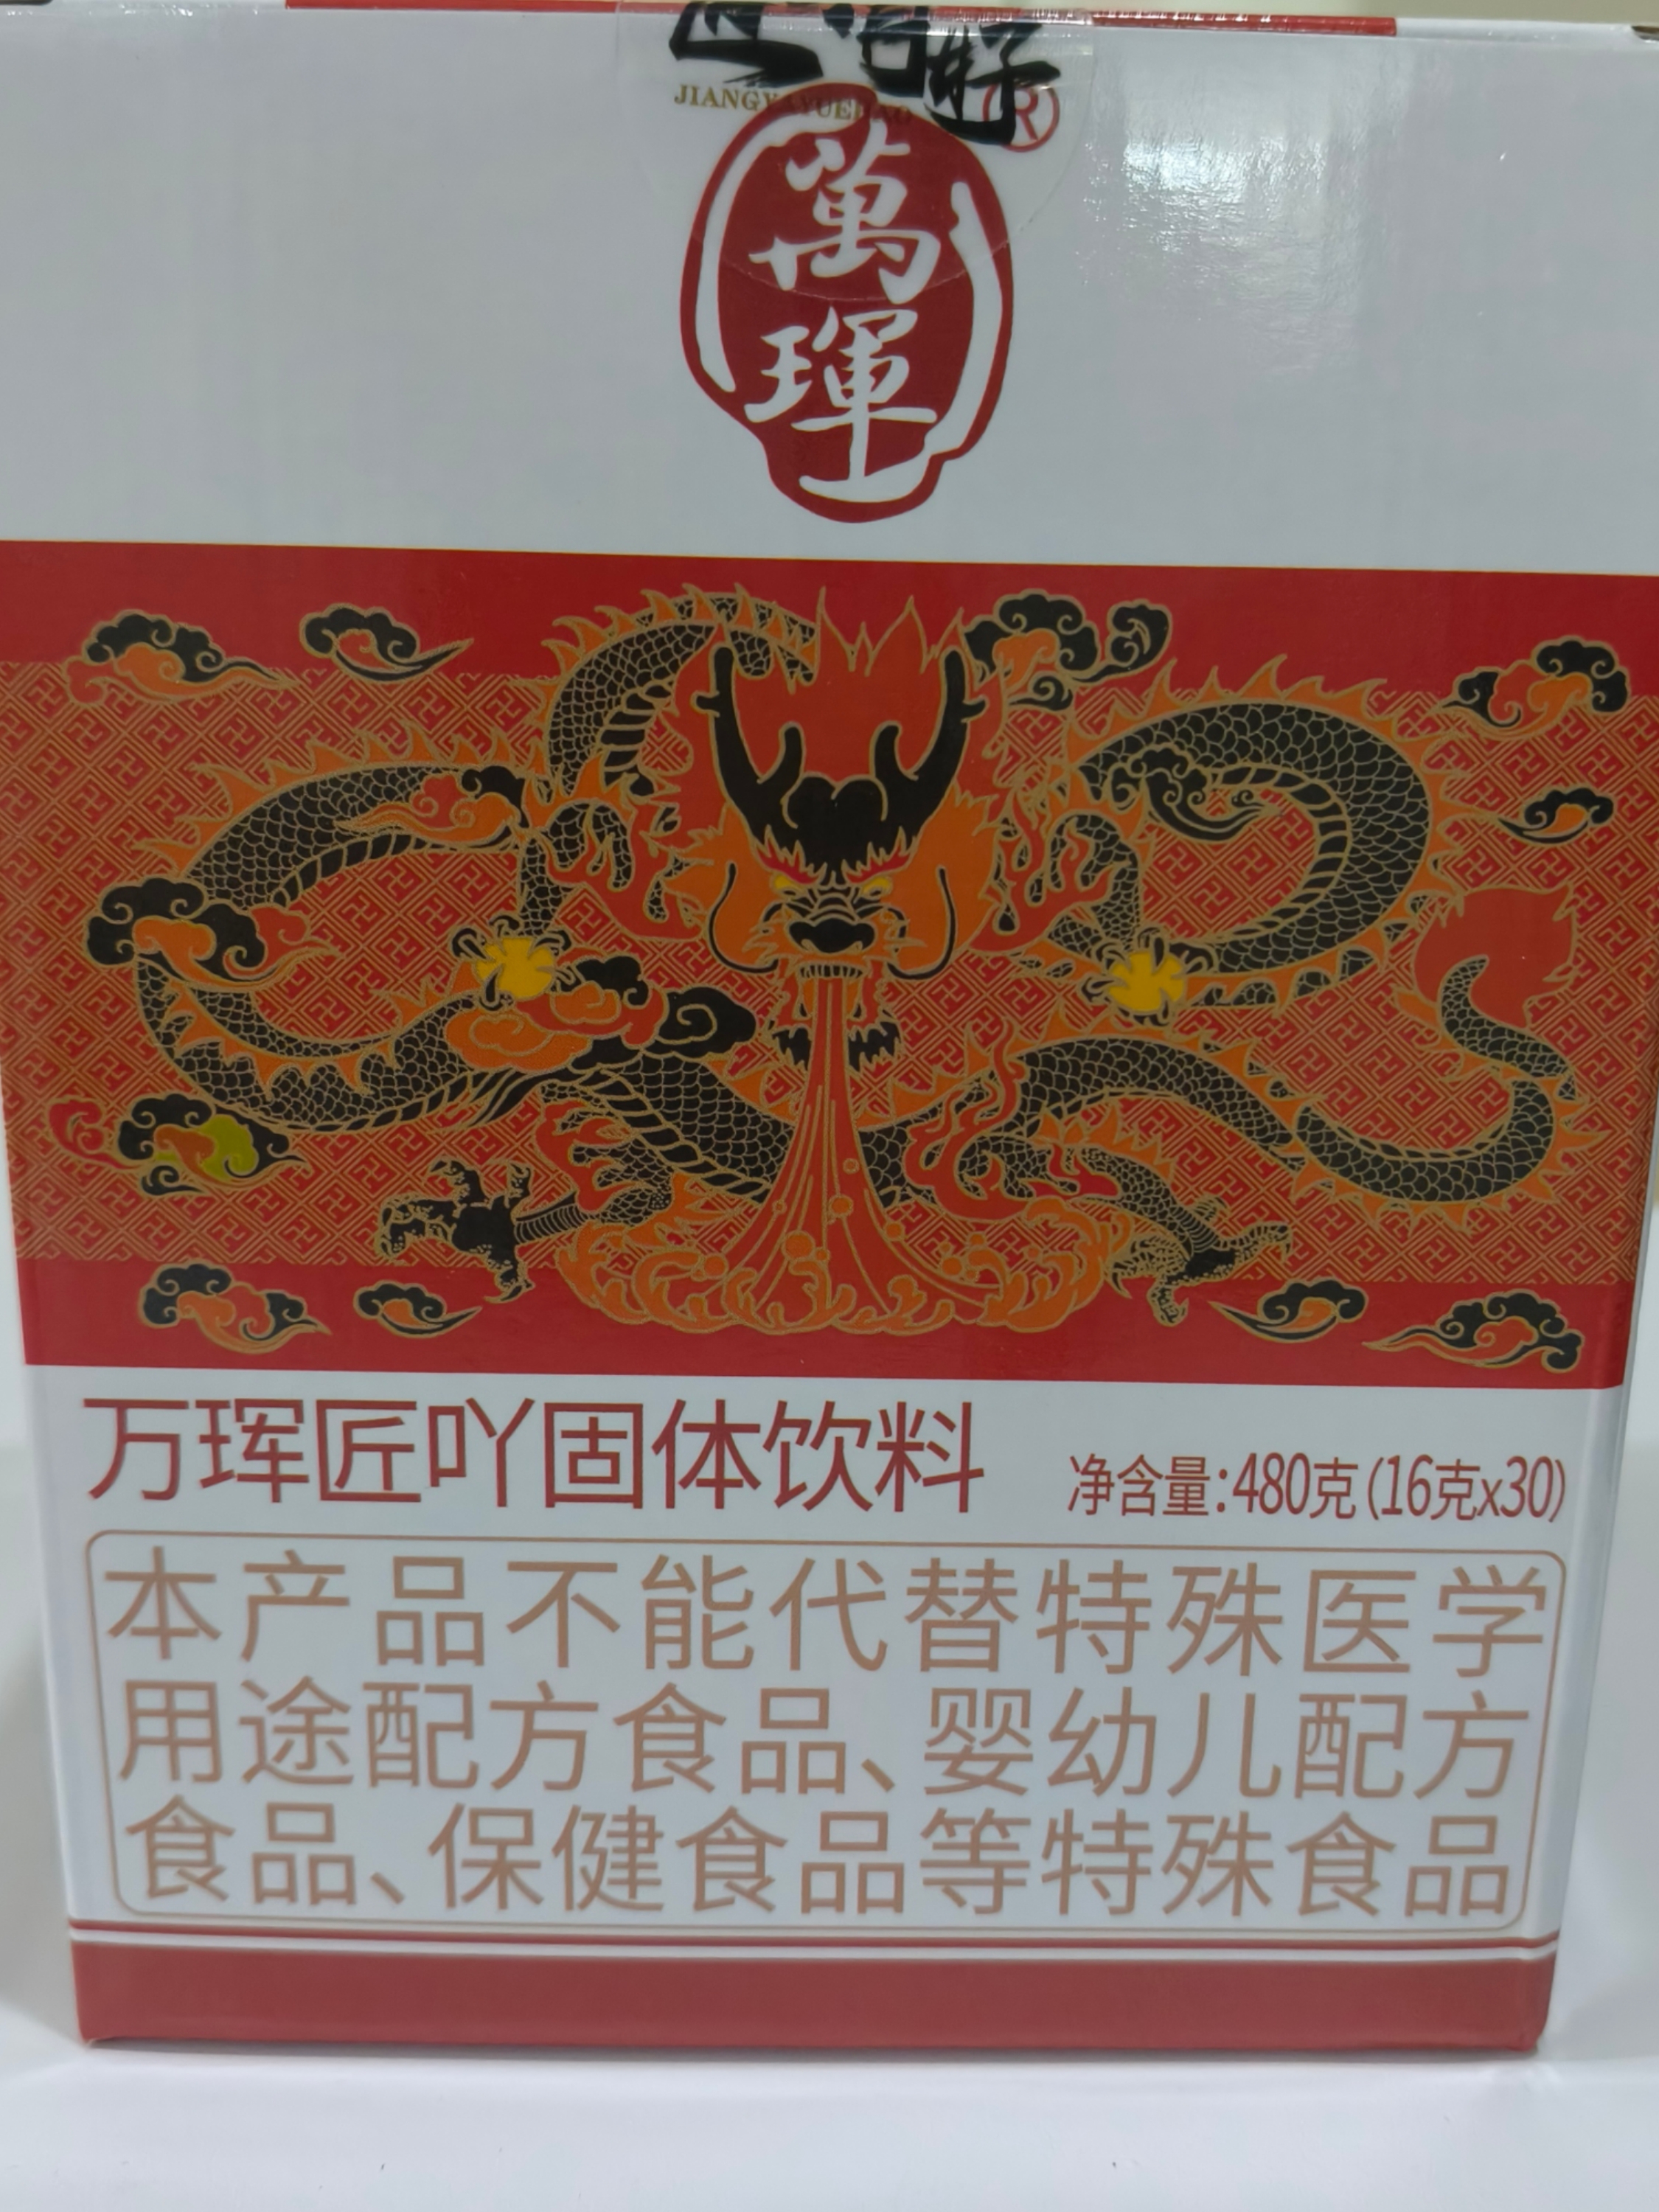 萬
琿
®
万珲匠吖固体饮料
净含量:480克(16克x30)
本产品不能代替特殊医学
用途配方食品、婴幼儿配方
食品、保健食品等特殊食品